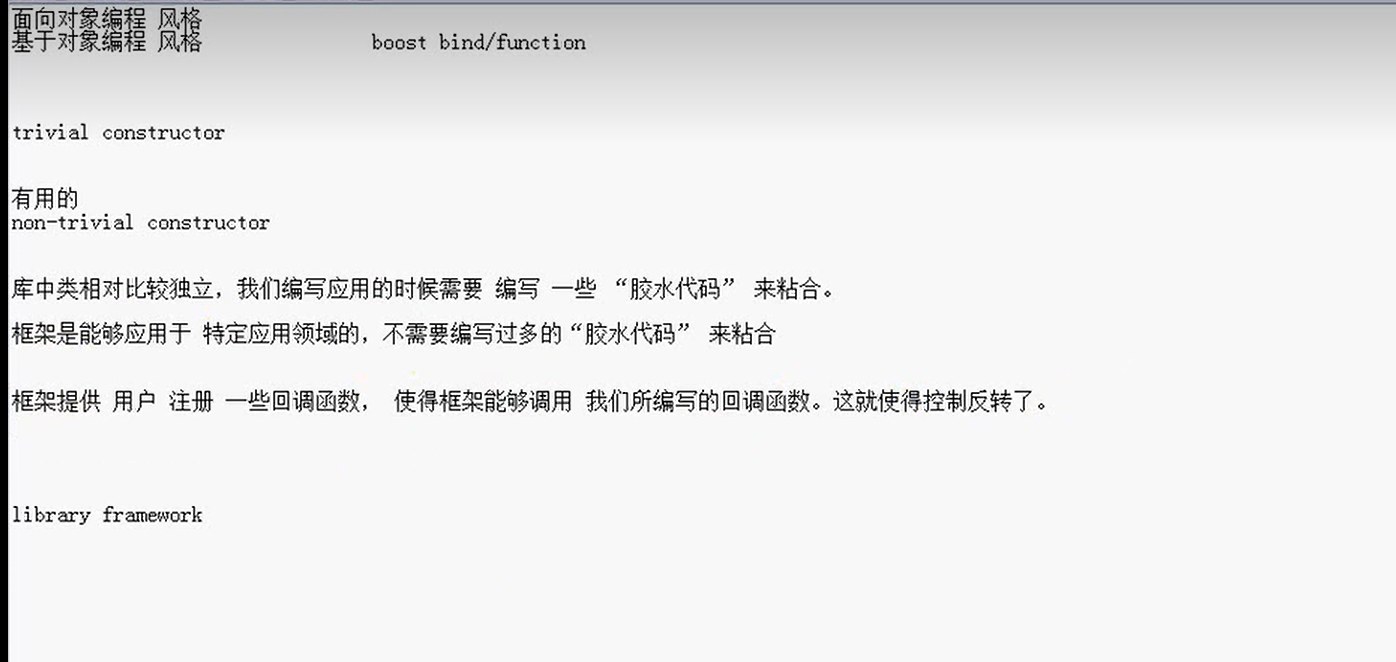 面向对象编程 风格
基于对象编程 风格 boost bind/function
trivial constructor
有用的
non-trivial constructor
库中类相对比较独立，我们编写应用的时候需要 编写 一些 “胶水代码” 来粘合。
框架是能够应用于 特定应用领域的，不需要编写过多的“胶水代码” 来粘合
框架提供 用户 注册 一些回调函数， 使得框架能够调用 我们所编写的回调函数。这就使得控制反转了。
library framework